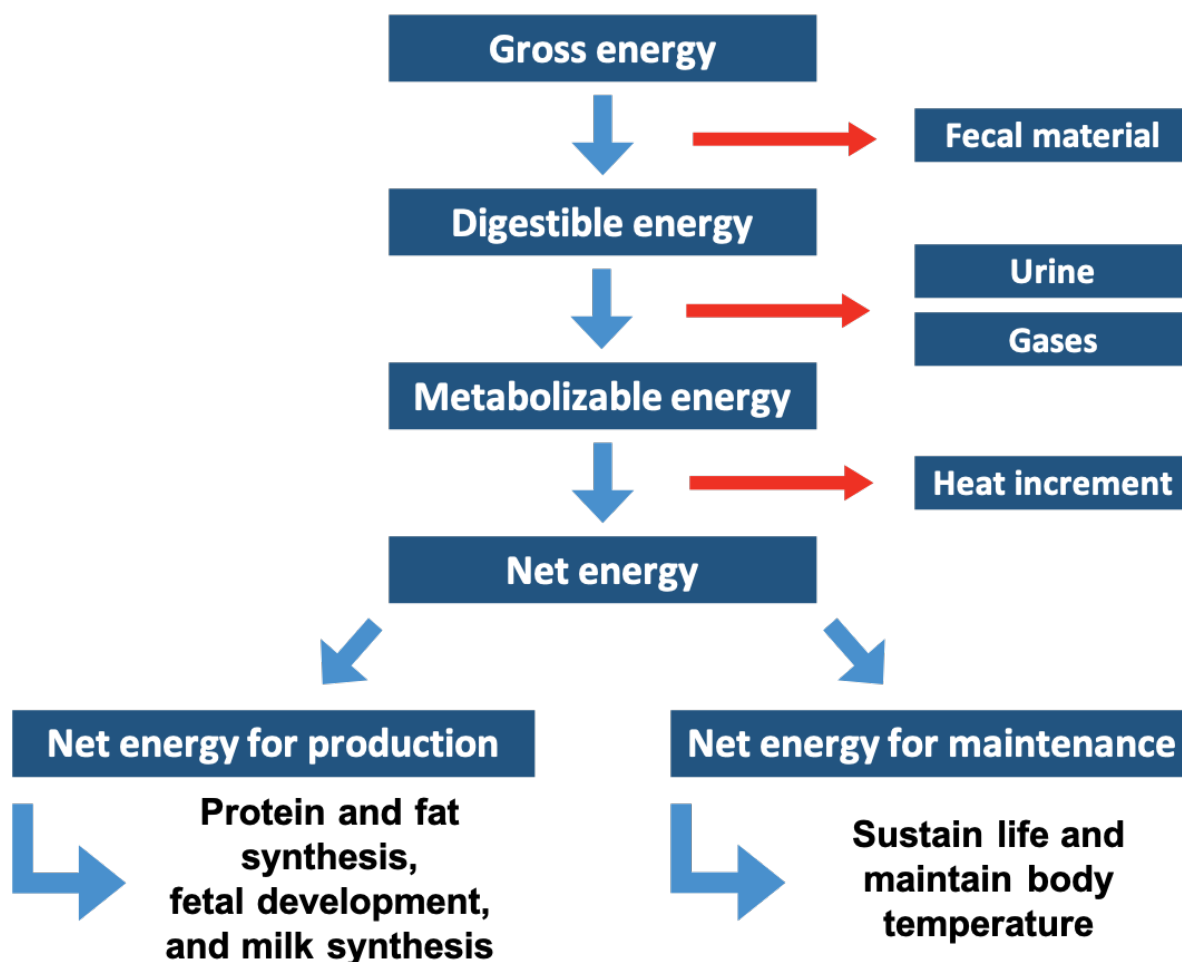 Gross energy
Fecal material
Digestible energy
Urine
Gases
Metabolizable energy
Heat increment
Net energy
Net energy for production
Protein and fat
synthesis,
fetal development,
and milk synthesis
Net energy for maintenance
Sustain life and
maintain body
temperature